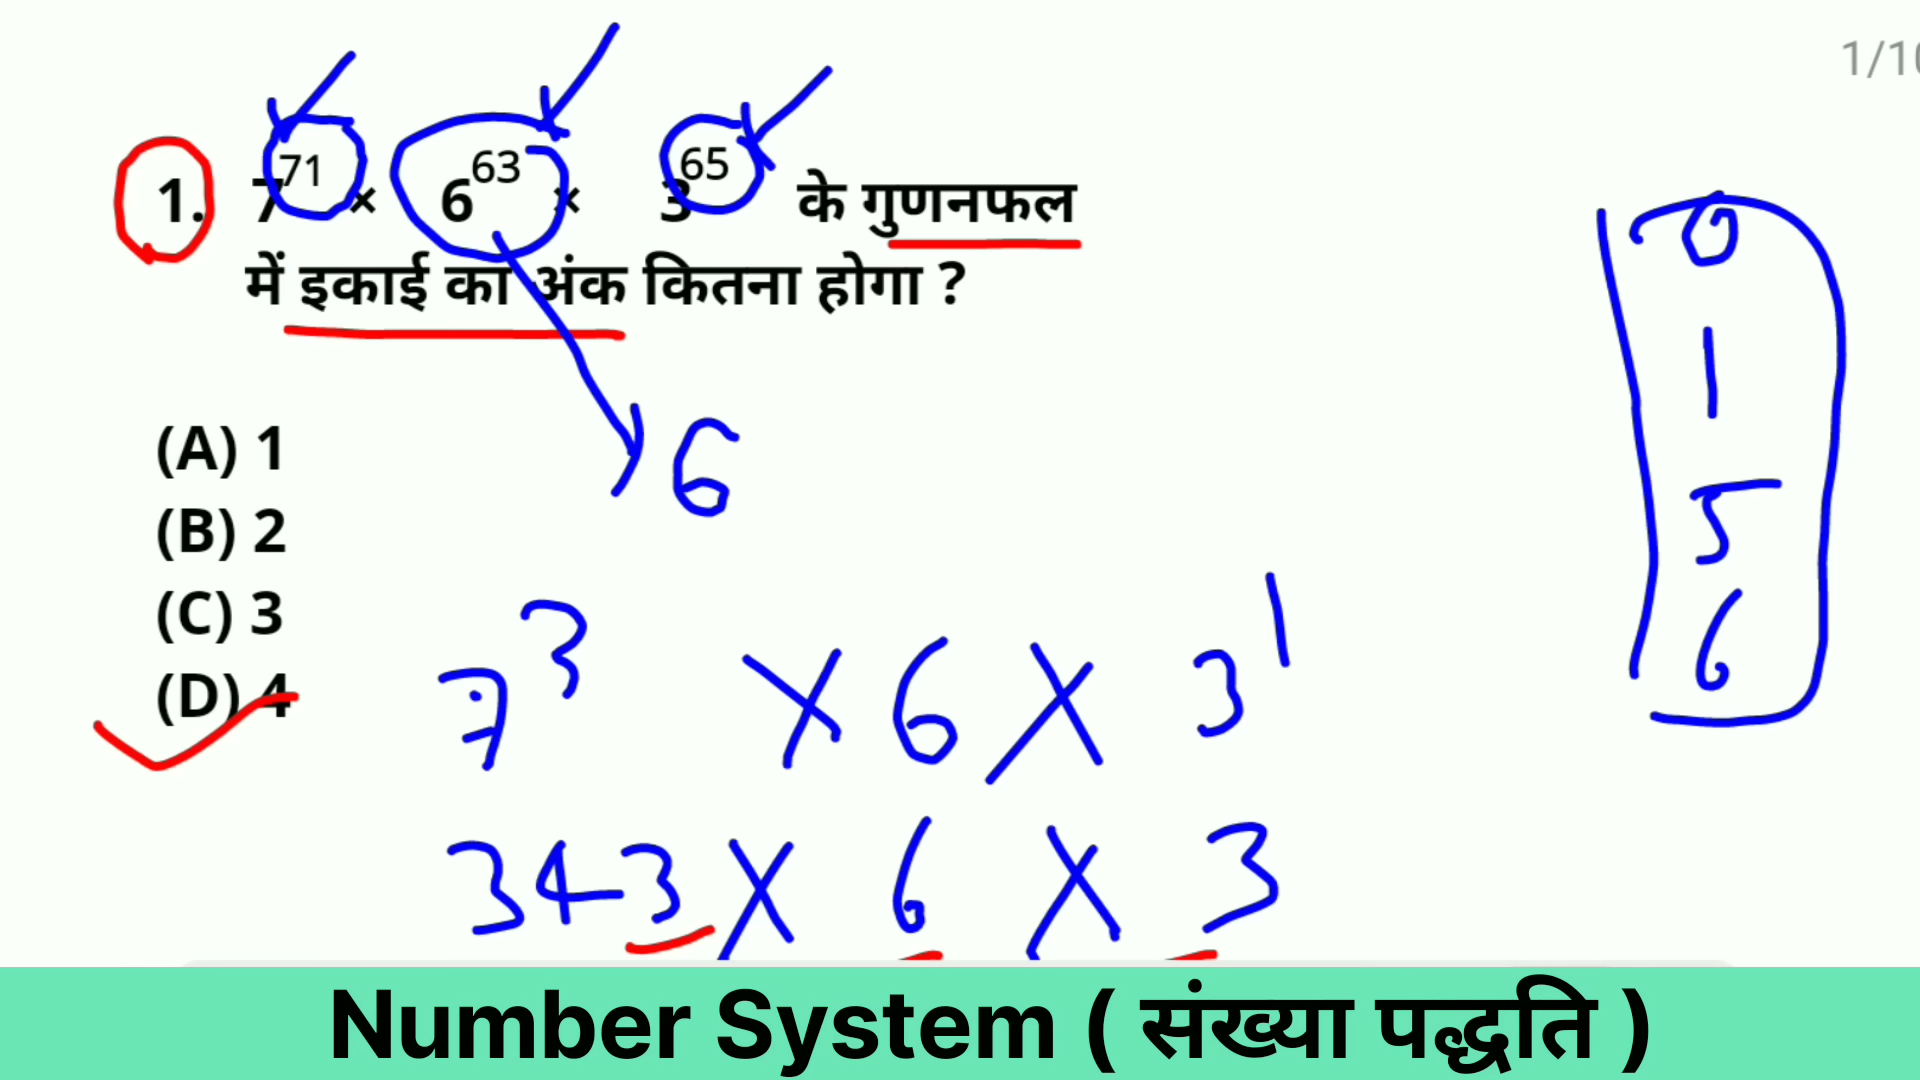 1/10
1. 7^71 × 6^63 × 3^65 के गुणनफल
में इकाई का अंक कितना होगा ?
(A) 1
(B) 2
(C) 3
(D) 4
6
0
1
5
6
7^3 × 6 × 3^1
343 × 6 × 3
Number System ( संख्या पद्धति )